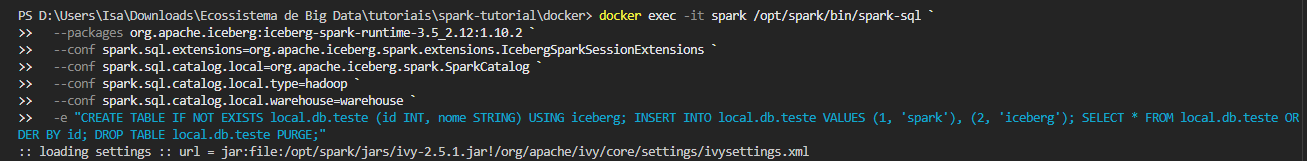 PS D:\Users\Isa\Downloads\Ecossistema de Big Data\tutoriais\spark-tutorial\docker> docker exec -it spark /opt/spark/bin/spark-sql `
>>   --packages org.apache.iceberg:iceberg-spark-runtime-3.5_2.12:1.10.2 `
>>   --conf spark.sql.extensions=org.apache.iceberg.spark.extensions.IcebergSparkSessionExtensions `
>>   --conf spark.sql.catalog.local=org.apache.iceberg.spark.SparkCatalog `
>>   --conf spark.sql.catalog.local.type=hadoop `
>>   --conf spark.sql.catalog.local.warehouse=warehouse `
>>   -e "CREATE TABLE IF NOT EXISTS local.db.teste (id INT, nome STRING) USING iceberg; INSERT INTO local.db.teste VALUES (1, 'spark'), (2, 'iceberg'); SELECT * FROM local.db.teste OR
DER BY id; DROP TABLE local.db.teste PURGE;"
:: loading settings :: url = jar:file:/opt/spark/jars/ivy-2.5.1.jar!/org/apache/ivy/core/settings/ivysettings.xml